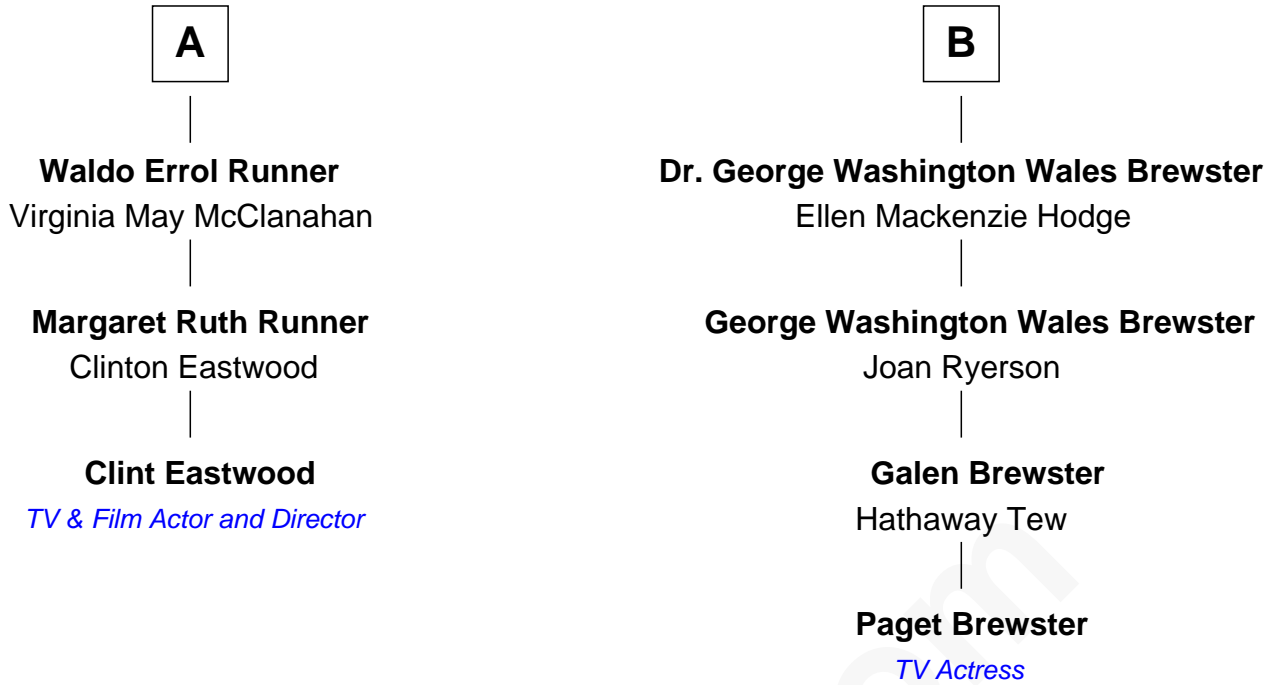 A
Waldo Errol Runner
Virginia May McClanahan
Margaret Ruth Runner
Clinton Eastwood
Clint Eastwood
TV & Film Actor and Director
B
Dr. George Washington Wales Brewster
Ellen Mackenzie Hodge
George Washington Wales Brewster
Joan Ryerson
Galen Brewster
Hathaway Tew
Paget Brewster
TV Actress